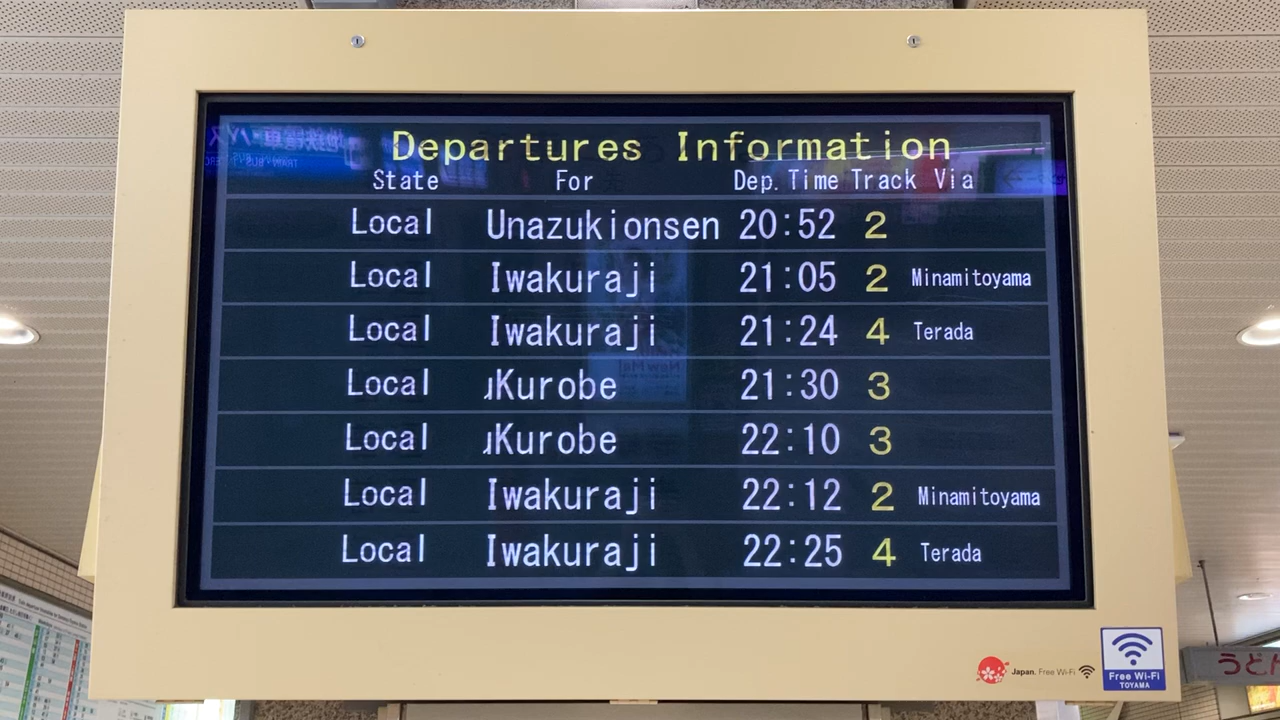 Departures Information
State For Dep. Time Track Via
Local Unazukionsen 20:52 2
Local Iwakuraji 21:05 2 Minamitoyama
Local Iwakuraji 21:24 4 Terada
Local Kurobe 21:30 3
Local Kurobe 22:10 3
Local Iwakuraji 22:12 2 Minamitoyama
Local Iwakuraji 22:25 4 Terada
Japan. Free Wi-Fi
Free Wi-Fi
TOYAMA
うどん